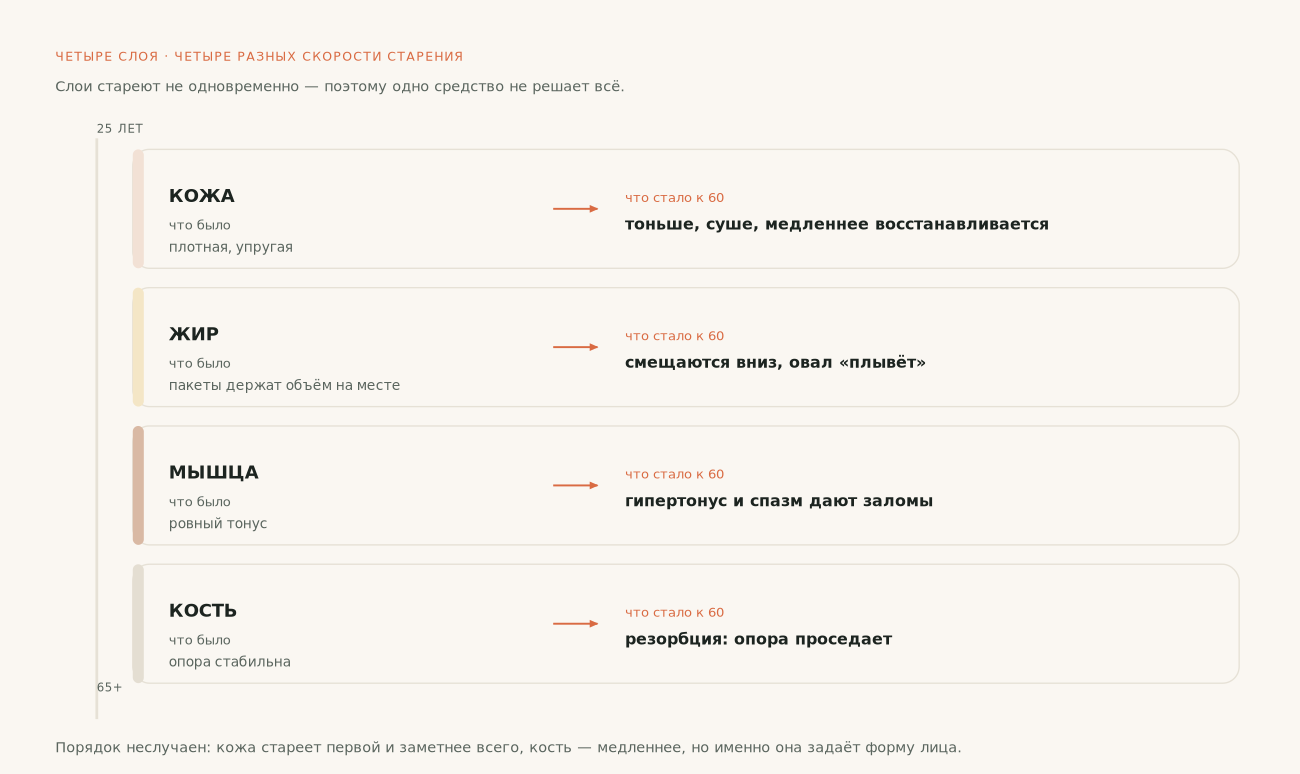 ЧЕТЫРЕ СЛОЯ · ЧЕТЫРЕ РАЗНЫХ СКОРОСТИ СТАРЕНИЯ
Слои стареют не одновременно — поэтому одно средство не решает всё.
25 ЛЕТ
КОЖА
что было
плотная, упругая
что стало к 60
тоньше, суше, медленнее восстанавливается
ЖИР
что было
пакеты держат объём на месте
что стало к 60
смещаются вниз, овал «плывёт»
МЫШЦА
что было
ровный тонус
что стало к 60
гипертонус и спазм дают заломы
КОСТЬ
что было
опора стабильна
что стало к 60
резорбция: опора проседает
65+
Порядок неслучаен: кожа стареет первой и заметнее всего, кость — медленнее, но именно она задаёт форму лица.